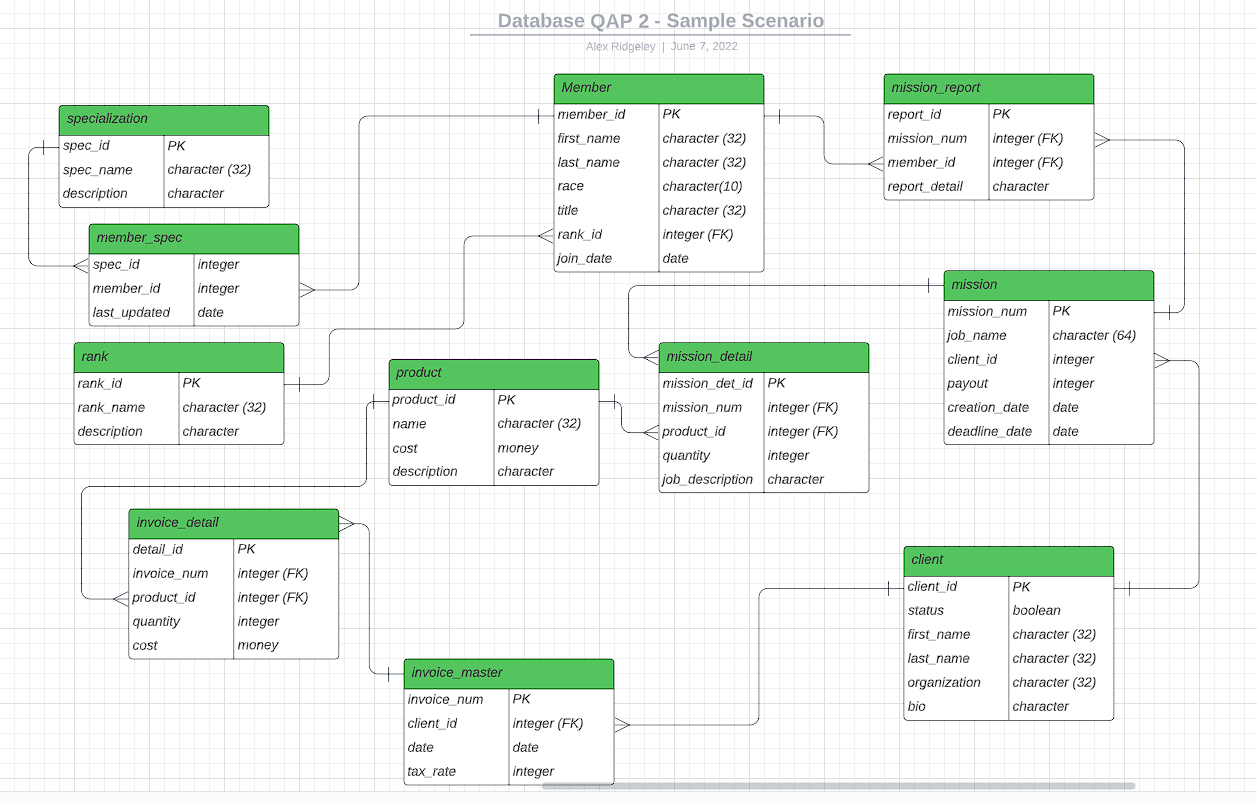 Database QAP 2 - Sample Scenario
Alex Ridgeley | June 7, 2022
specialization
spec_id PK
spec_name character (32)
description character
member_spec
spec_id integer
member_id integer
last_updated date
rank
rank_id PK
rank_name character (32)
description character
Member
member_id PK
first_name character (32)
last_name character (32)
race character(10)
title character (32)
rank_id integer (FK)
join_date date
mission_report
report_id PK
mission_num integer (FK)
member_id integer (FK)
report_detail character
mission
mission_num PK
job_name character (64)
client_id integer
payout integer
creation_date date
deadline_date date
product
product_id PK
name character (32)
cost money
description character
mission_detail
mission_det_id PK
mission_num integer (FK)
product_id integer (FK)
quantity integer
job_description character
invoice_detail
detail_id PK
invoice_num integer (FK)
product_id integer (FK)
quantity integer
cost money
invoice_master
invoice_num PK
client_id integer (FK)
date date
tax_rate integer
client
client_id PK
status boolean
first_name character (32)
last_name character (32)
organization character (32)
bio character